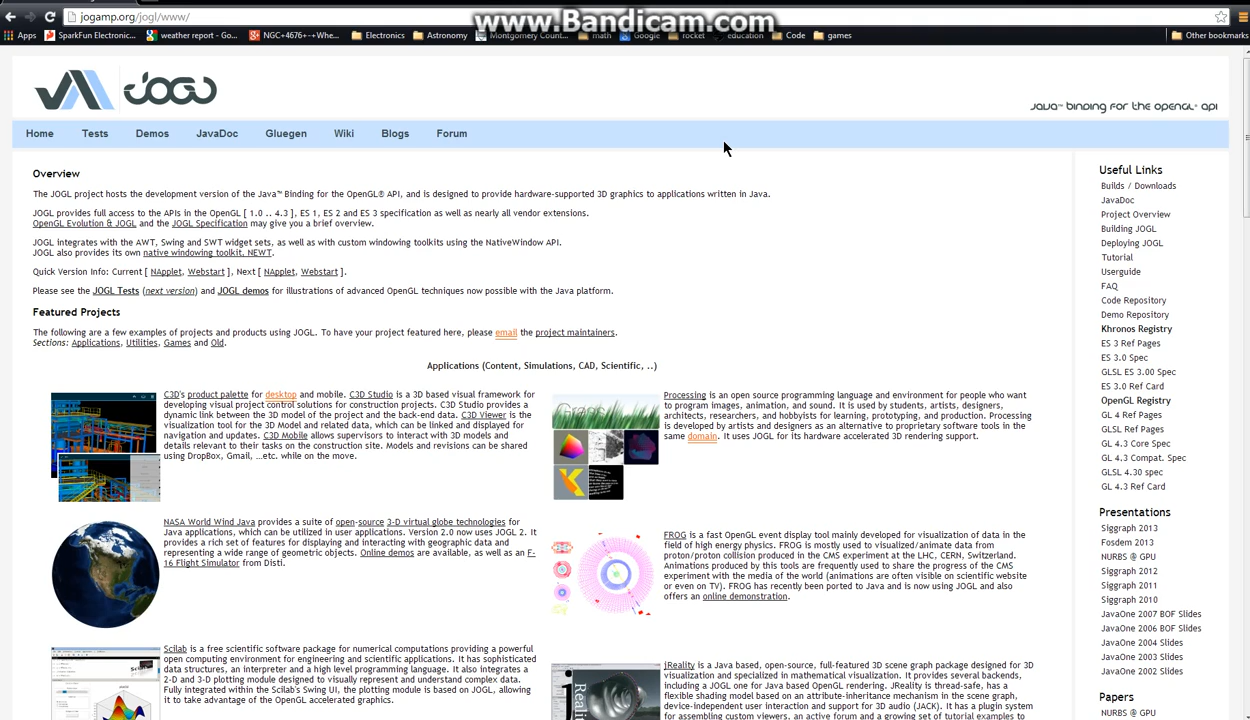 www.Bandicam.com
jogamp.org/jogl/www/
Apps SparkFun Electronic... weather report - Go... NGC+4676+-+Whe... Electronics Astronomy Montgomery Count... math Google rocket education Code games Other bookmarks
JOGL
Java™ Binding for the OpenGL® API
Home Tests Demos JavaDoc Gluegen Wiki Blogs Forum
Overview
The JOGL project hosts the development version of the Java™ Binding for the OpenGL® API, and is designed to provide hardware-supported 3D graphics to applications written in Java.
JOGL provides full access to the APIs in the OpenGL [ 1.0 .. 4.3 ], ES 1, ES 2 and ES 3 specification as well as nearly all vendor extensions.
OpenGL Evolution & JOGL and the JOGL Specification may give you a brief overview.
JOGL integrates with the AWT, Swing and SWT widget sets, as well as with custom windowing toolkits using the NativeWindow API.
JOGL also provides its own native windowing toolkit, NEWT.
Quick Version Info: Current [ NApplet, Webstart ], Next [ NApplet, Webstart ].
Please see the JOGL Tests (next version) and JOGL demos for illustrations of advanced OpenGL techniques now possible with the Java platform.
Featured Projects
The following are a few examples of projects and products using JOGL. To have your project featured here, please email the project maintainers.
Sections: Applications, Utilities, Games and Old.
Applications (Content, Simulations, CAD, Scientific, ..)
C3D's product palette for desktop and mobile. C3D Studio is a 3D based visual framework for
developing visual project control solutions for construction projects. C3D Studio provides a
dynamic link between the 3D model of the project and the back-end data. C3D Viewer is the
visualization tool for the 3D Model and related data, which can be linked and displayed for
navigation and updates. C3D Mobile allows supervisors to interact with 3D models and
details relevant to their tasks on the construction site. Models and revisions can be shared
using DropBox, Gmail, ...etc. while on the move.
Processing is an open source programming language and environment for people who want
to program images, animation, and sound. It is used by students, artists, designers,
architects, researchers, and hobbyists for learning, prototyping, and production. Processing
is developed by artists and designers as an alternative to proprietary software tools in the
same domain. It uses JOGL for its hardware accelerated 3D rendering support.
NASA World Wind Java provides a suite of open-source 3-D virtual globe technologies for
Java applications, which can be utilized in user applications. Version 2.0 now uses JOGL 2. It
provides a rich set of features for displaying and interacting with geographic data and
representing a wide range of geometric objects. Online demos are available, as well as an F-
16 Flight Simulator from Disti.
FROG is a fast OpenGL event display tool mainly developed for visualization of data in the
field of high energy physics. FROG is mostly used to visualized/animate data from
proton/proton collision produced in the CMS experiment at the LHC, CERN, Switzerland.
Animations produced by this tools are frequently used to share the progress of the CMS
experiment with the media of the world (animations are often visible on scientific website
or even on TV). FROG has recently been ported to Java and is now using JOGL and also
offers an online demonstration.
Scilab is a free scientific software package for numerical computations providing a powerful
open computing environment for engineering and scientific applications. It has sophisticated
data structures, an interpreter and a high level programming language. It also integrates a
2-D and 3-D plotting module designed to visually represent and understand complex data.
Fully integrated within the Scilab's Swing UI, the plotting module is based on JOGL, allowing
it to take advantage of the OpenGL accelerated graphics.
jReality is a Java based, open-source, full-featured 3D scene graph package designed for 3D
visualization and specialized in mathematical visualization. It provides several backends,
including a JOGL one for Java based OpenGL rendering. JReality is thread-safe, has a
flexible shading model based on an attribute-inheritance mechanism in the scene graph,
device-independent user interaction and support for 3D audio (JACK). It has a plugin system
for assembling custom viewers, an active forum and a growing set of tutorial examples to
Useful Links
Builds / Downloads
JavaDoc
Project Overview
Building JOGL
Deploying JOGL
Tutorial
Userguide
FAQ
Code Repository
Demo Repository
Khronos Registry
ES 3 Ref Pages
ES 3.0 Spec
GLSL ES 3.00 Spec
ES 3.0 Ref Card
OpenGL Registry
GL 4 Ref Pages
GLSL Ref Pages
GL 4.3 Core Spec
GL 4.3 Compat. Spec
GLSL 4.30 spec
GL 4.3 Ref Card
Presentations
Siggraph 2013
Fosdem 2013
NURBS @ GPU
Siggraph 2012
Siggraph 2011
Siggraph 2010
JavaOne 2007 BOF Slides
JavaOne 2006 BOF Slides
JavaOne 2004 Slides
JavaOne 2003 Slides
JavaOne 2002 Slides
Papers
NURBS @ GPU